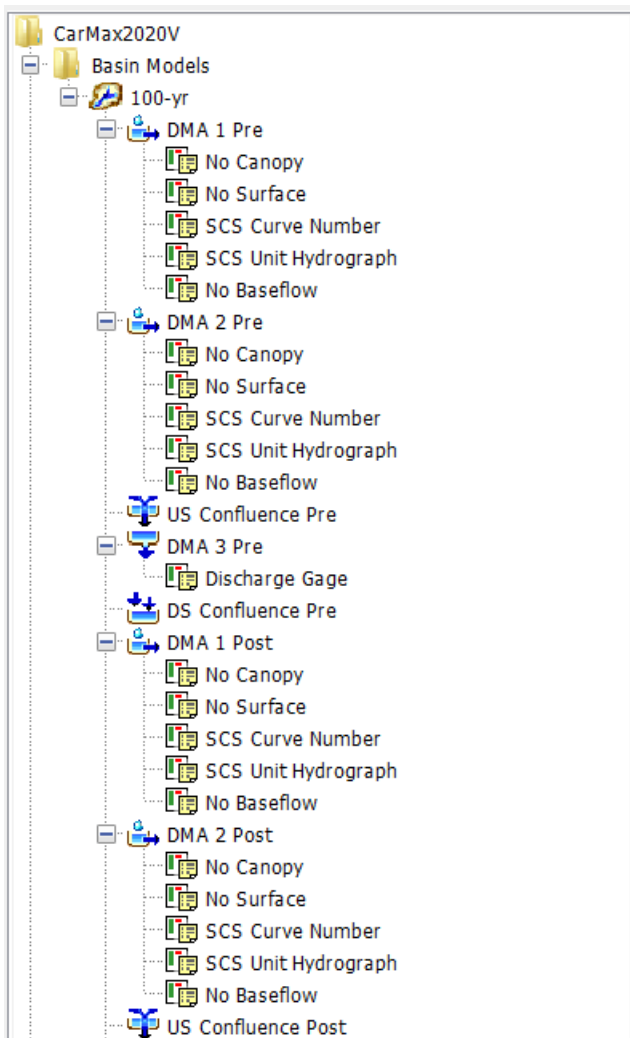 CarMax2020V
Basin Models
100-yr
DMA 1 Pre
No Canopy
No Surface
SCS Curve Number
SCS Unit Hydrograph
No Baseflow
DMA 2 Pre
No Canopy
No Surface
SCS Curve Number
SCS Unit Hydrograph
No Baseflow
US Confluence Pre
DMA 3 Pre
Discharge Gage
DS Confluence Pre
DMA 1 Post
No Canopy
No Surface
SCS Curve Number
SCS Unit Hydrograph
No Baseflow
DMA 2 Post
No Canopy
No Surface
SCS Curve Number
SCS Unit Hydrograph
No Baseflow
US Confluence Post